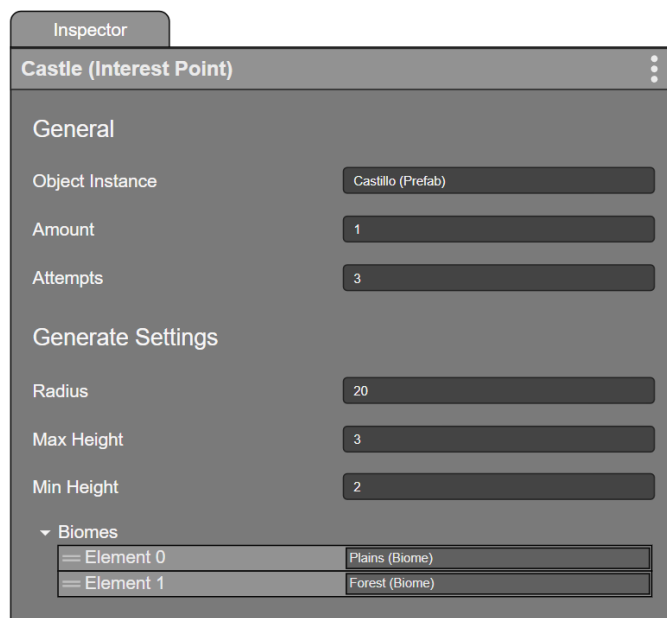 Inspector
Castle (Interest Point)
General
Object Instance Castillo (Prefab)
Amount 1
Attempts 3
Generate Settings
Radius 20
Max Height 3
Min Height 2
Biomes
Element 0 Plains (Biome)
Element 1 Forest (Biome)